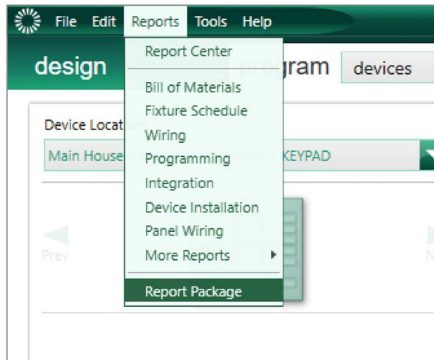 File Edit Reports Tools Help
Report Center
design
program devices
Bill of Materials
Fixture Schedule
Device Locat
Wiring
Main House
Programming
KEYPAD
Integration
Device Installation
Panel Wiring
Prev
More Reports
N
Report Package